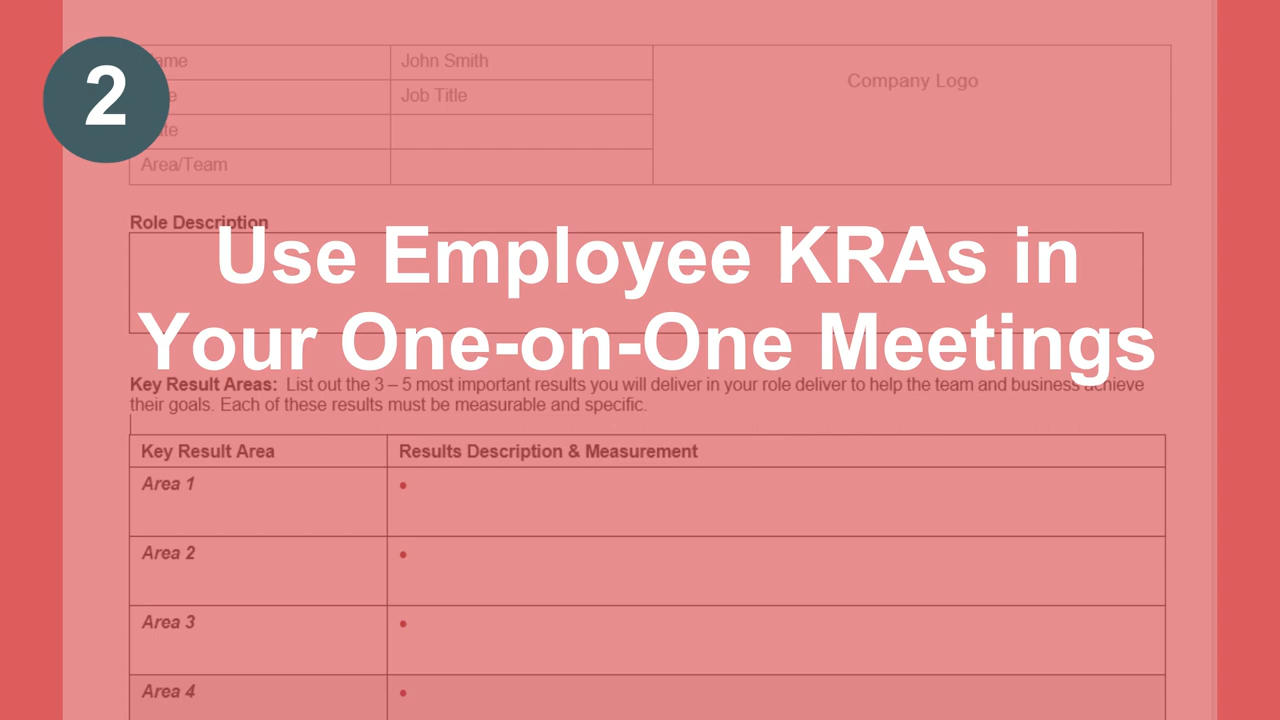 2
John Smith
Company Logo
Job Title
Area/Team
Role Description
Use Employee KRAs in
Your One-on-One Meetings
Key Result Areas: List out the 3 – 5 most important results you will deliver in your role deliver to help the team and business achieve
their goals. Each of these results must be measurable and specific.
Key Result Area
Results Description & Measurement
Area 1
•
Area 2
•
Area 3
•
Area 4
•